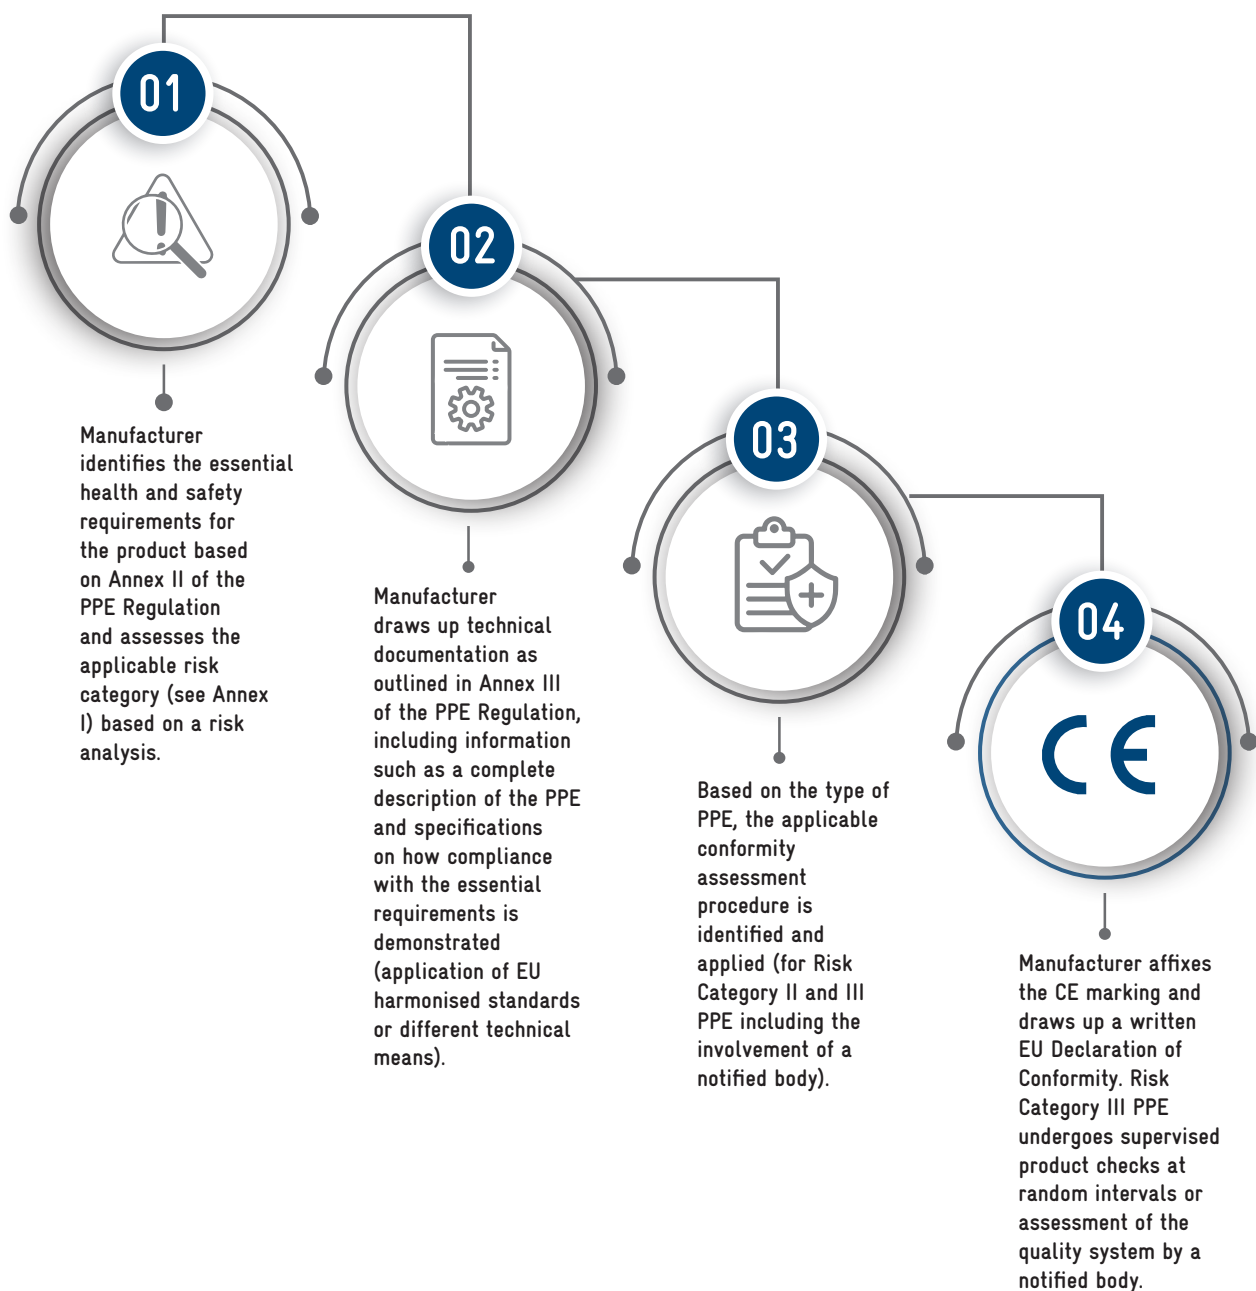 01
Manufacturer
identifies the essential
health and safety
requirements for
the product based
on Annex II of the
PPE Regulation
and assesses the
applicable risk
category (see Annex
I) based on a risk
analysis.
02
Manufacturer
draws up technical
documentation as
outlined in Annex III
of the PPE Regulation,
including information
such as a complete
description of the PPE
and specifications
on how compliance
with the essential
requirements is
demonstrated
(application of EU
harmonised standards
or different technical
means).
03
Based on the type of
PPE, the applicable
conformity
assessment
procedure is
identified and
applied (for Risk
Category II and III
PPE including the
involvement of a
notified body).
04
CE
Manufacturer affixes
the CE marking and
draws up a written
EU Declaration of
Conformity. Risk
Category III PPE
undergoes supervised
product checks at
random intervals or
assessment of the
quality system by a
notified body.